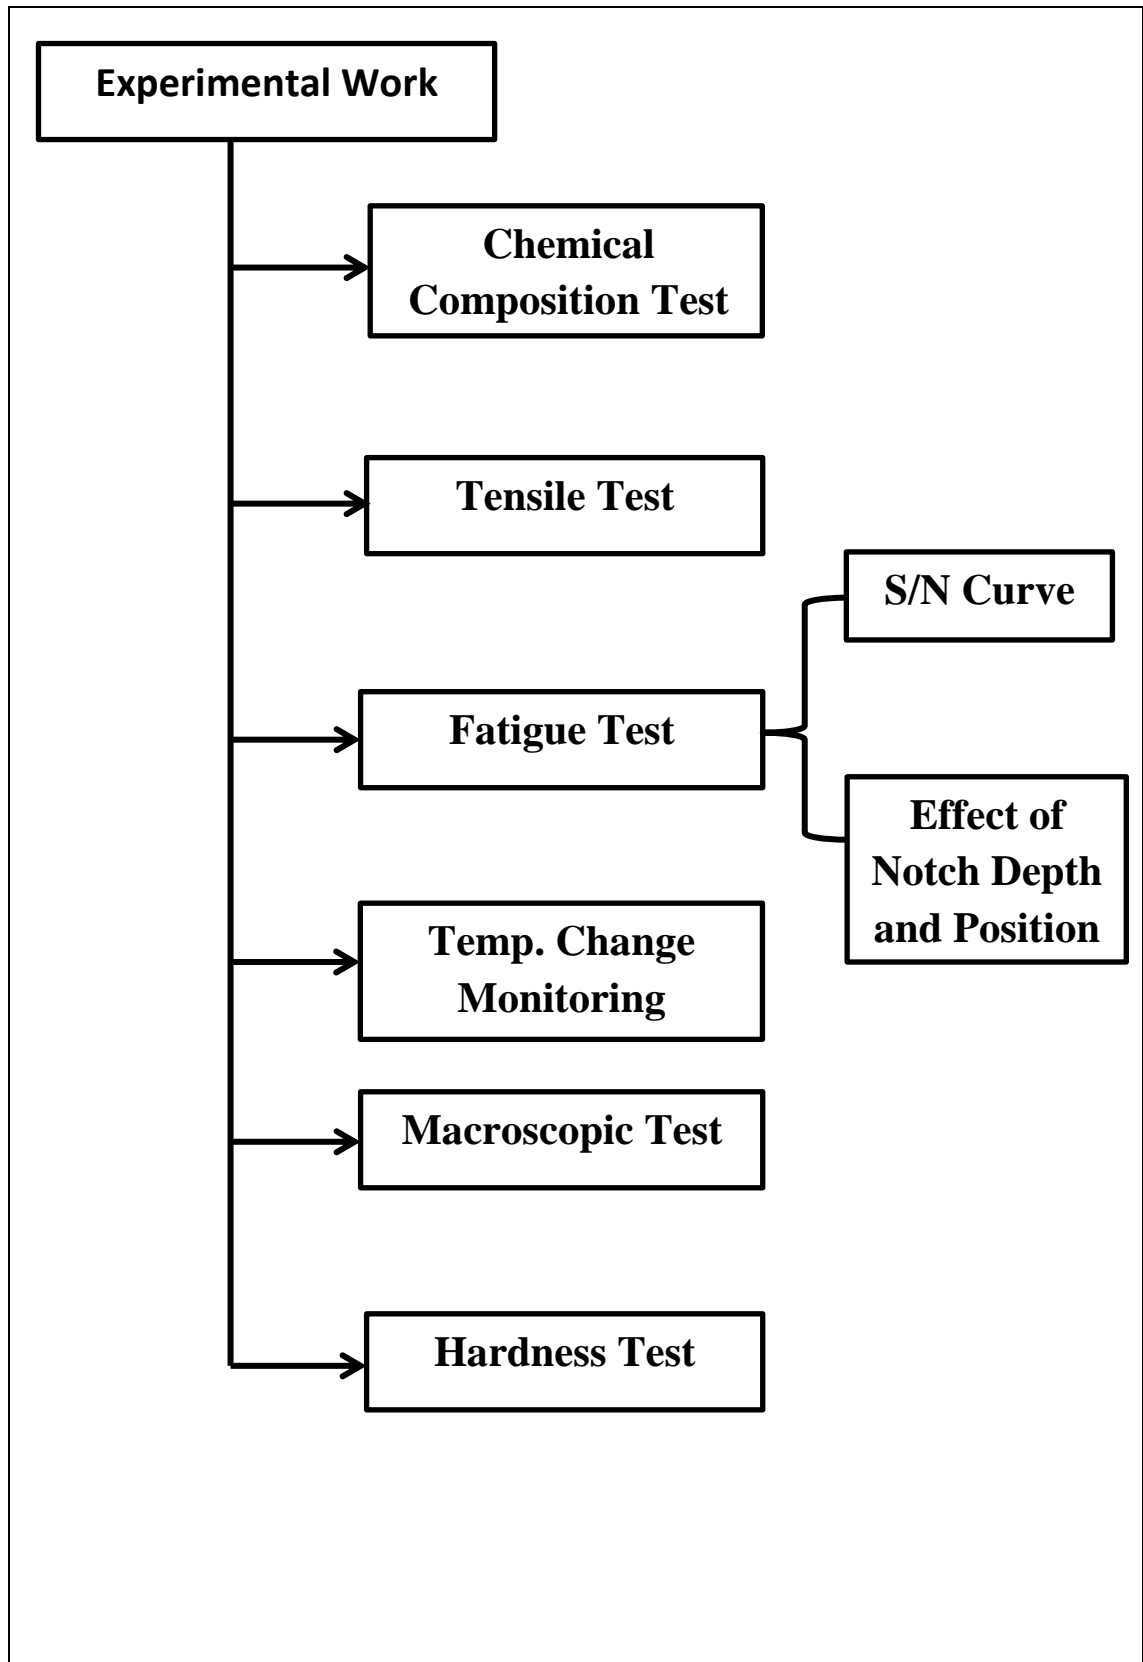 Experimental Work
Chemical
Composition Test
Tensile Test
S/N Curve
Fatigue Test
Effect of
Notch Depth
and Position
Temp. Change
Monitoring
Macroscopic Test
Hardness Test